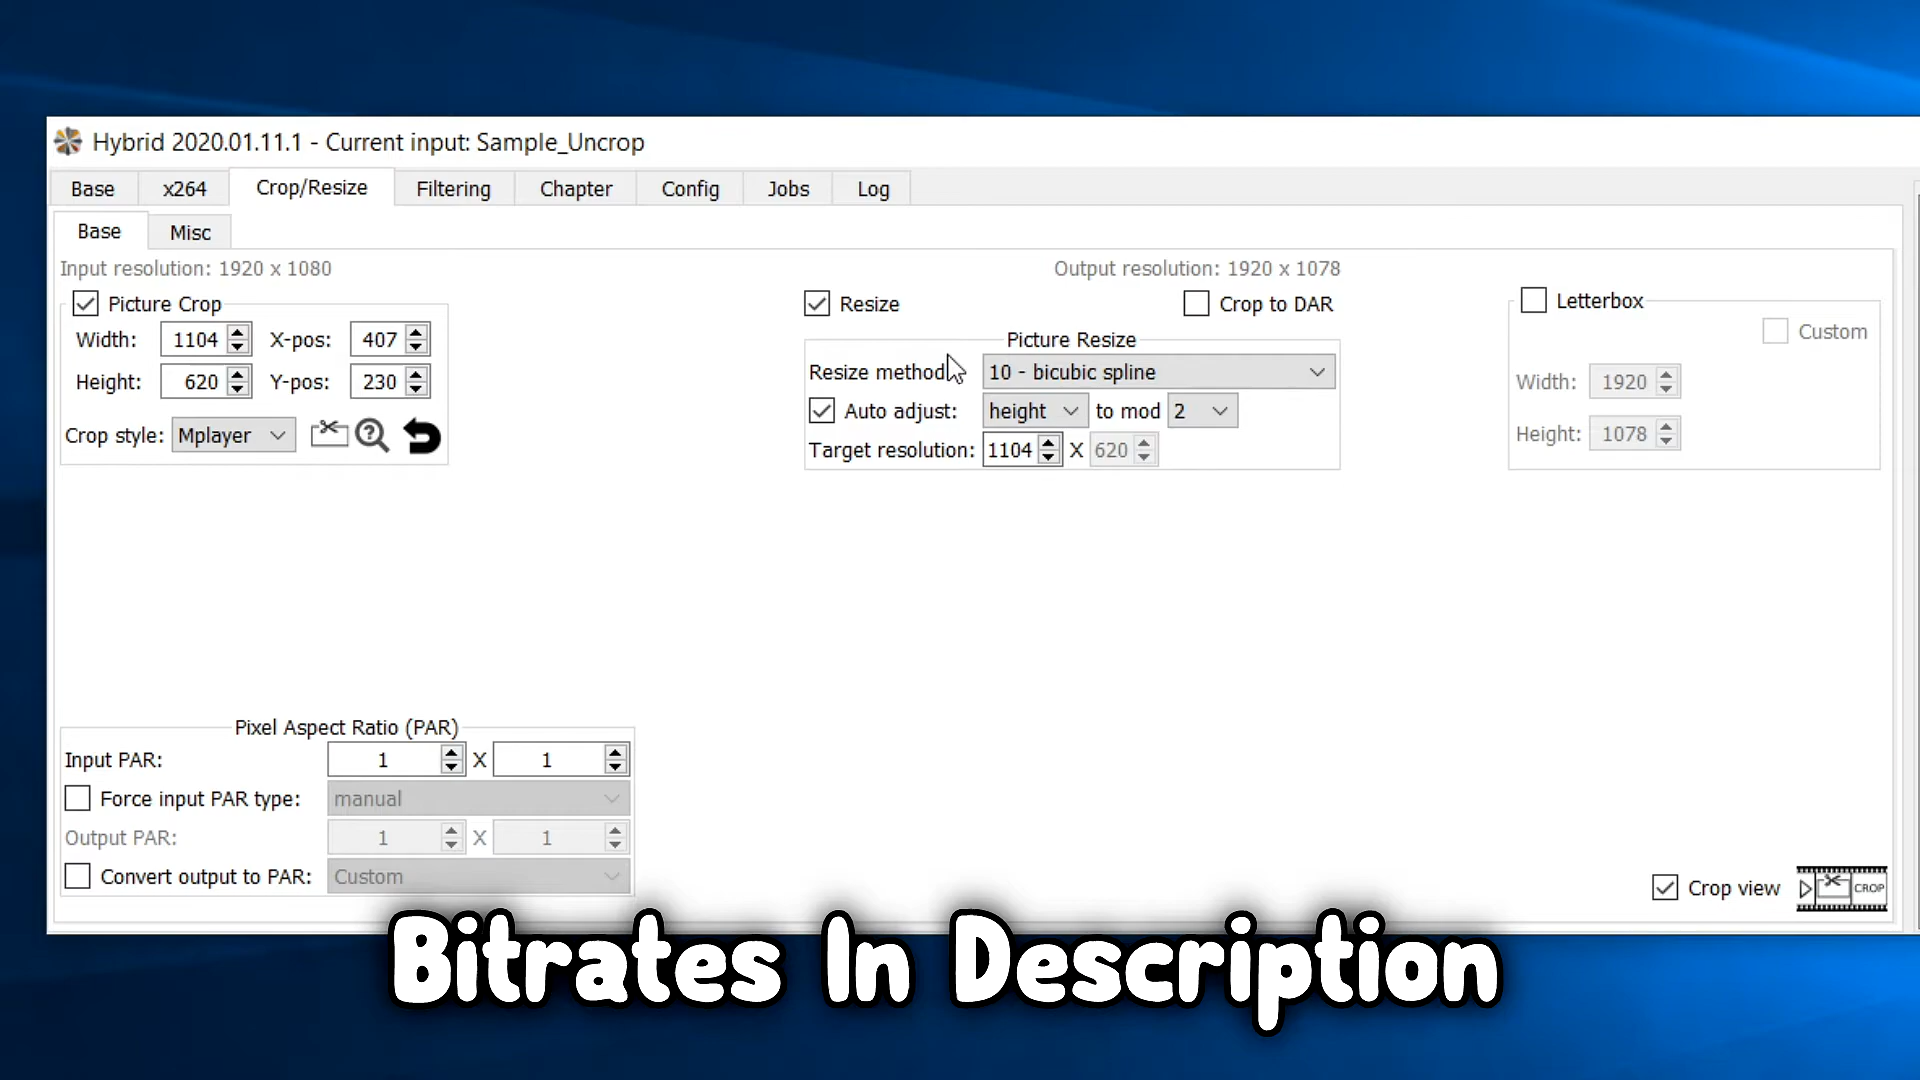 Hybrid 2020.01.11.1 - Current input: Sample_Uncrop
Base x264 Crop/Resize Filtering Chapter Config Jobs Log
Base Misc
Input resolution: 1920 x 1080
Output resolution: 1920 x 1078
Picture Crop
Width: 1104 X-pos: 407
Height: 620 Y-pos: 230
Crop style: Mplayer
Resize Crop to DAR
Picture Resize
Resize method: 10 - bicubic spline
Auto adjust: height to mod 2
Target resolution: 1104 X 620
Letterbox
Custom
Width: 1920
Height: 1078
Pixel Aspect Ratio (PAR)
Input PAR: 1 X 1
Force input PAR type: manual
Output PAR: 1 X 1
Convert output to PAR: Custom
Crop view CROP
Bitrates In Description